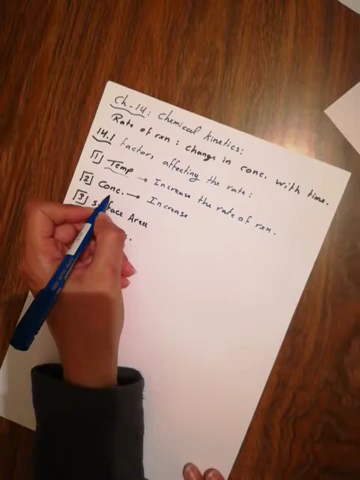 Ch.14: Chemical Kinetics:
Rate of rxn: change in conc. with time.
14.1 Factors affecting the rate:
1 Temp → Increase the rate of rxn.
2 Conc. → Increase
3 Surface Area